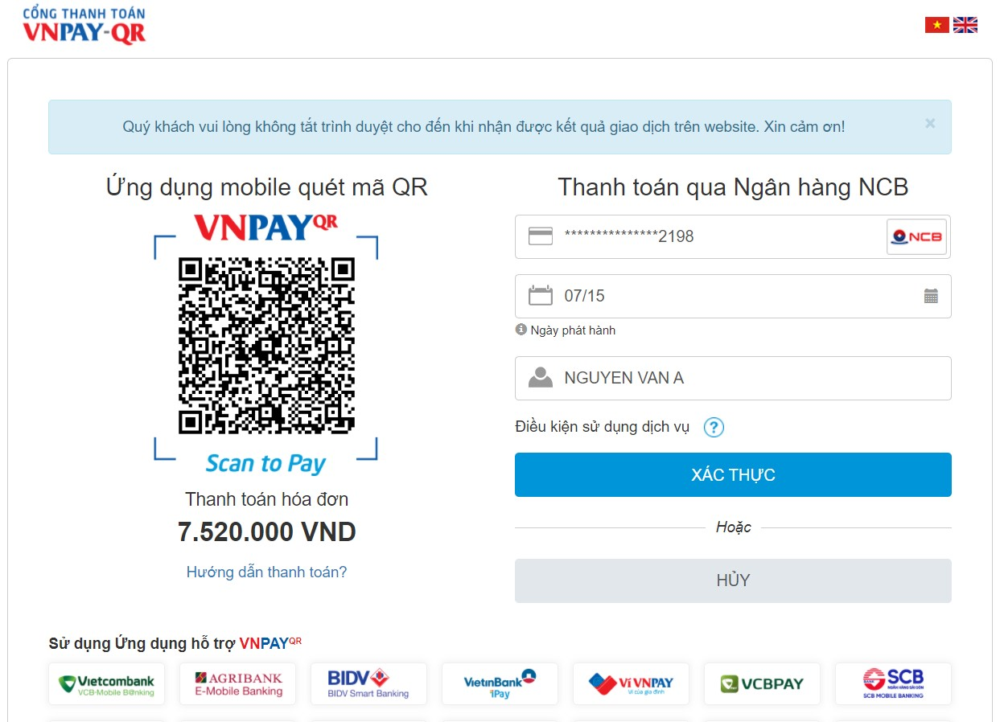 CỔNG THANH TOÁN
VNPAY-QR
Quý khách vui lòng không tắt trình duyệt cho đến khi nhận được kết quả giao dịch trên website. Xin cảm ơn!
×
Ứng dụng mobile quét mã QR
VNPAYQR
Scan to Pay
Thanh toán hóa đơn
7.520.000 VND
Hướng dẫn thanh toán?
Thanh toán qua Ngân hàng NCB
***************2198
NCB
07/15
Ngày phát hành
NGUYEN VAN A
Điều kiện sử dụng dịch vụ ?
XÁC THỰC
Hoặc
HỦY
Sử dụng Ứng dụng hỗ trợ VNPAYQR
Vietcombank
VCB-Mobile B@nking
AGRIBANK
E-Mobile Banking
BIDV
BIDV Smart Banking
VietinBank
iPay
Ví VNPAY
Ví của gia đình
VCBPAY
SCB
NGÂN HÀNG SÀI GÒN
SCB MOBILE BANKING